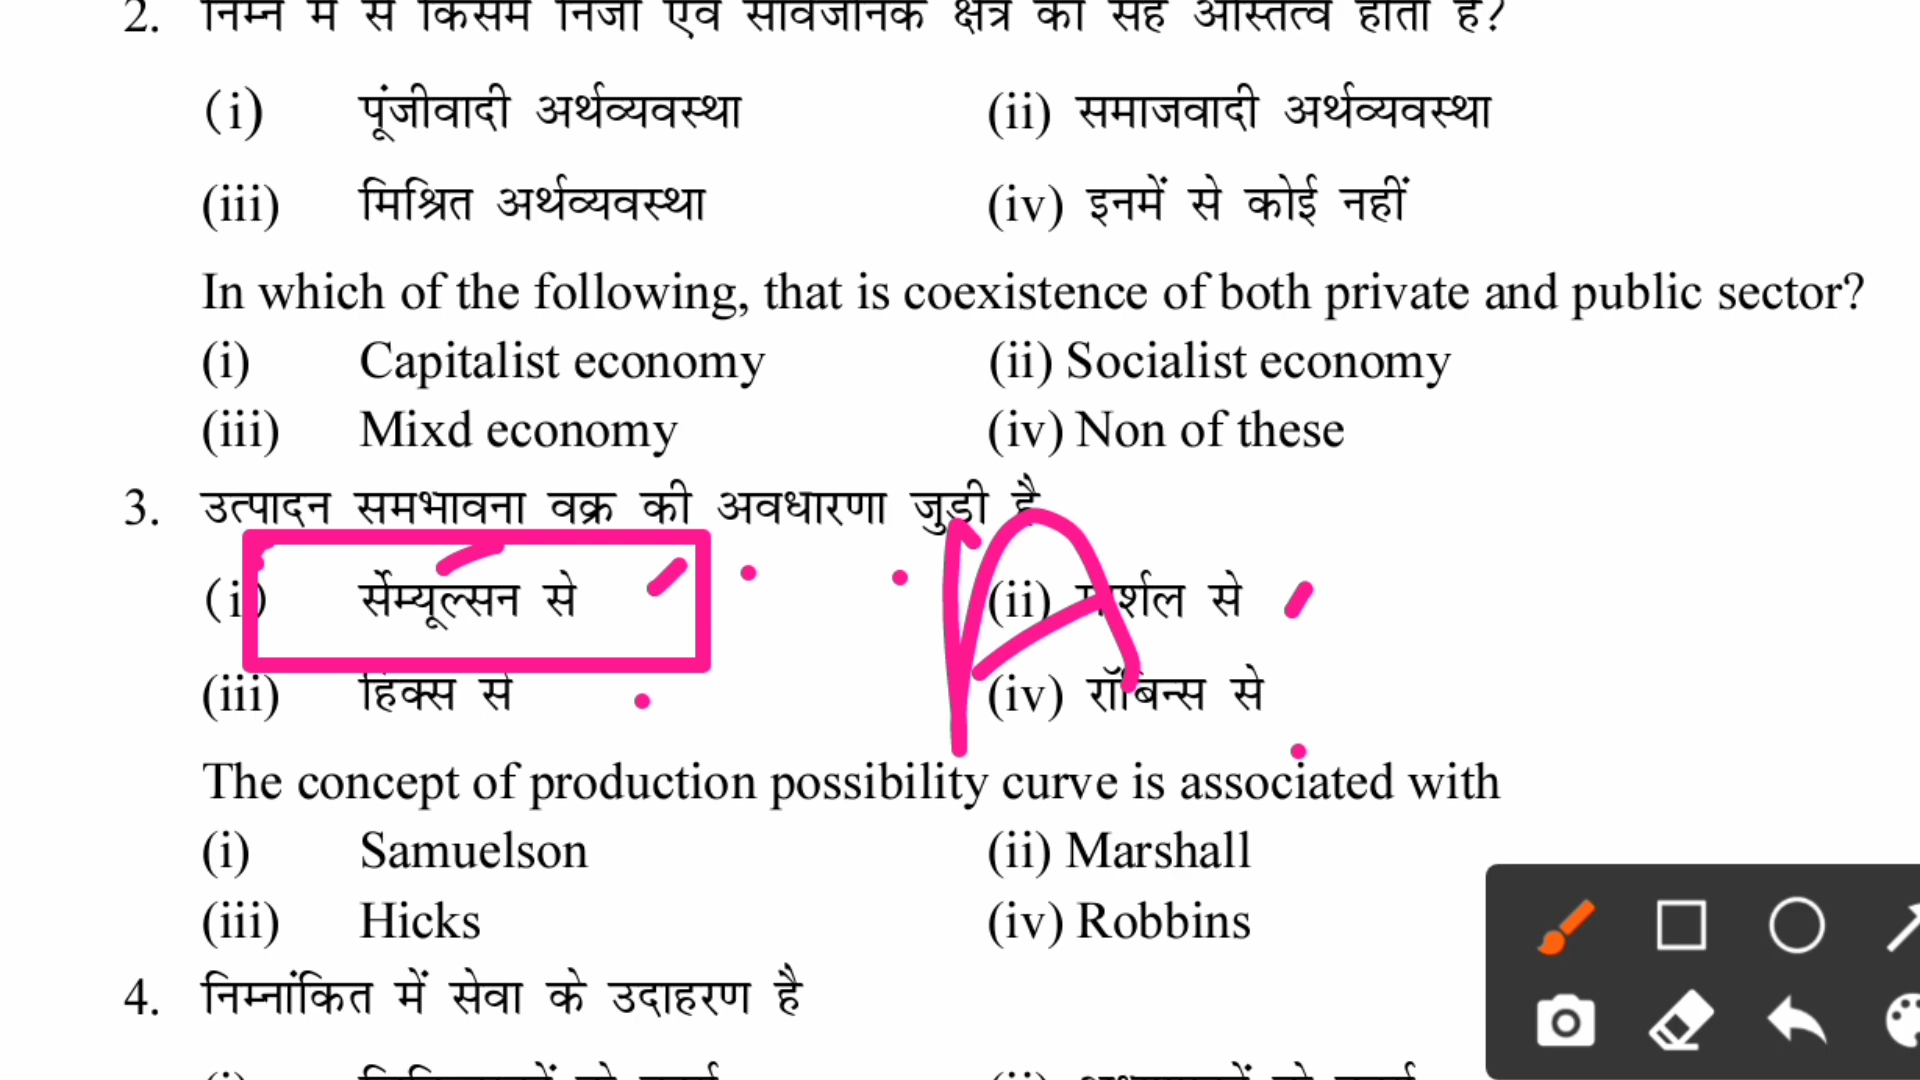 2. निम्न में से किसमें निजी एवं सार्वजनिक क्षेत्र का सह अस्तित्व होता है?
(i) पूंजीवादी अर्थव्यवस्था (ii) समाजवादी अर्थव्यवस्था
(iii) मिश्रित अर्थव्यवस्था (iv) इनमें से कोई नहीं
In which of the following, that is coexistence of both private and public sector?
(i) Capitalist economy (ii) Socialist economy
(iii) Mixd economy (iv) Non of these
3. उत्पादन समभावना वक्र की अवधारणा जुड़ी है
(i) र्सेम्यूल्सन से (ii) मार्शल से
(iii) हिक्स से (iv) रॉबिन्स से
The concept of production possibility curve is associated with
(i) Samuelson (ii) Marshall
(iii) Hicks (iv) Robbins
4. निम्नांकित में सेवा के उदाहरण है
(i) (ii)